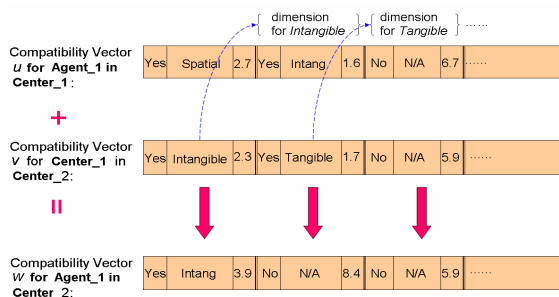 dimension
for Intangible
dimension
for Tangible
……
Compatibility Vector
u for Agent_1 in
Center_1:
Yes Spatial 2.7 Yes Intang 1.6 No N/A 6.7 ……
+
Compatibility Vector
v for Center_1 in
Center_2:
Yes Intangible 2.3 Yes Tangible 1.7 No N/A 5.9 ……
=
Compatibility Vector
w for Agent_1 in
Center_2:
Yes Intang 3.9 No N/A 8.4 No N/A 5.9 ……